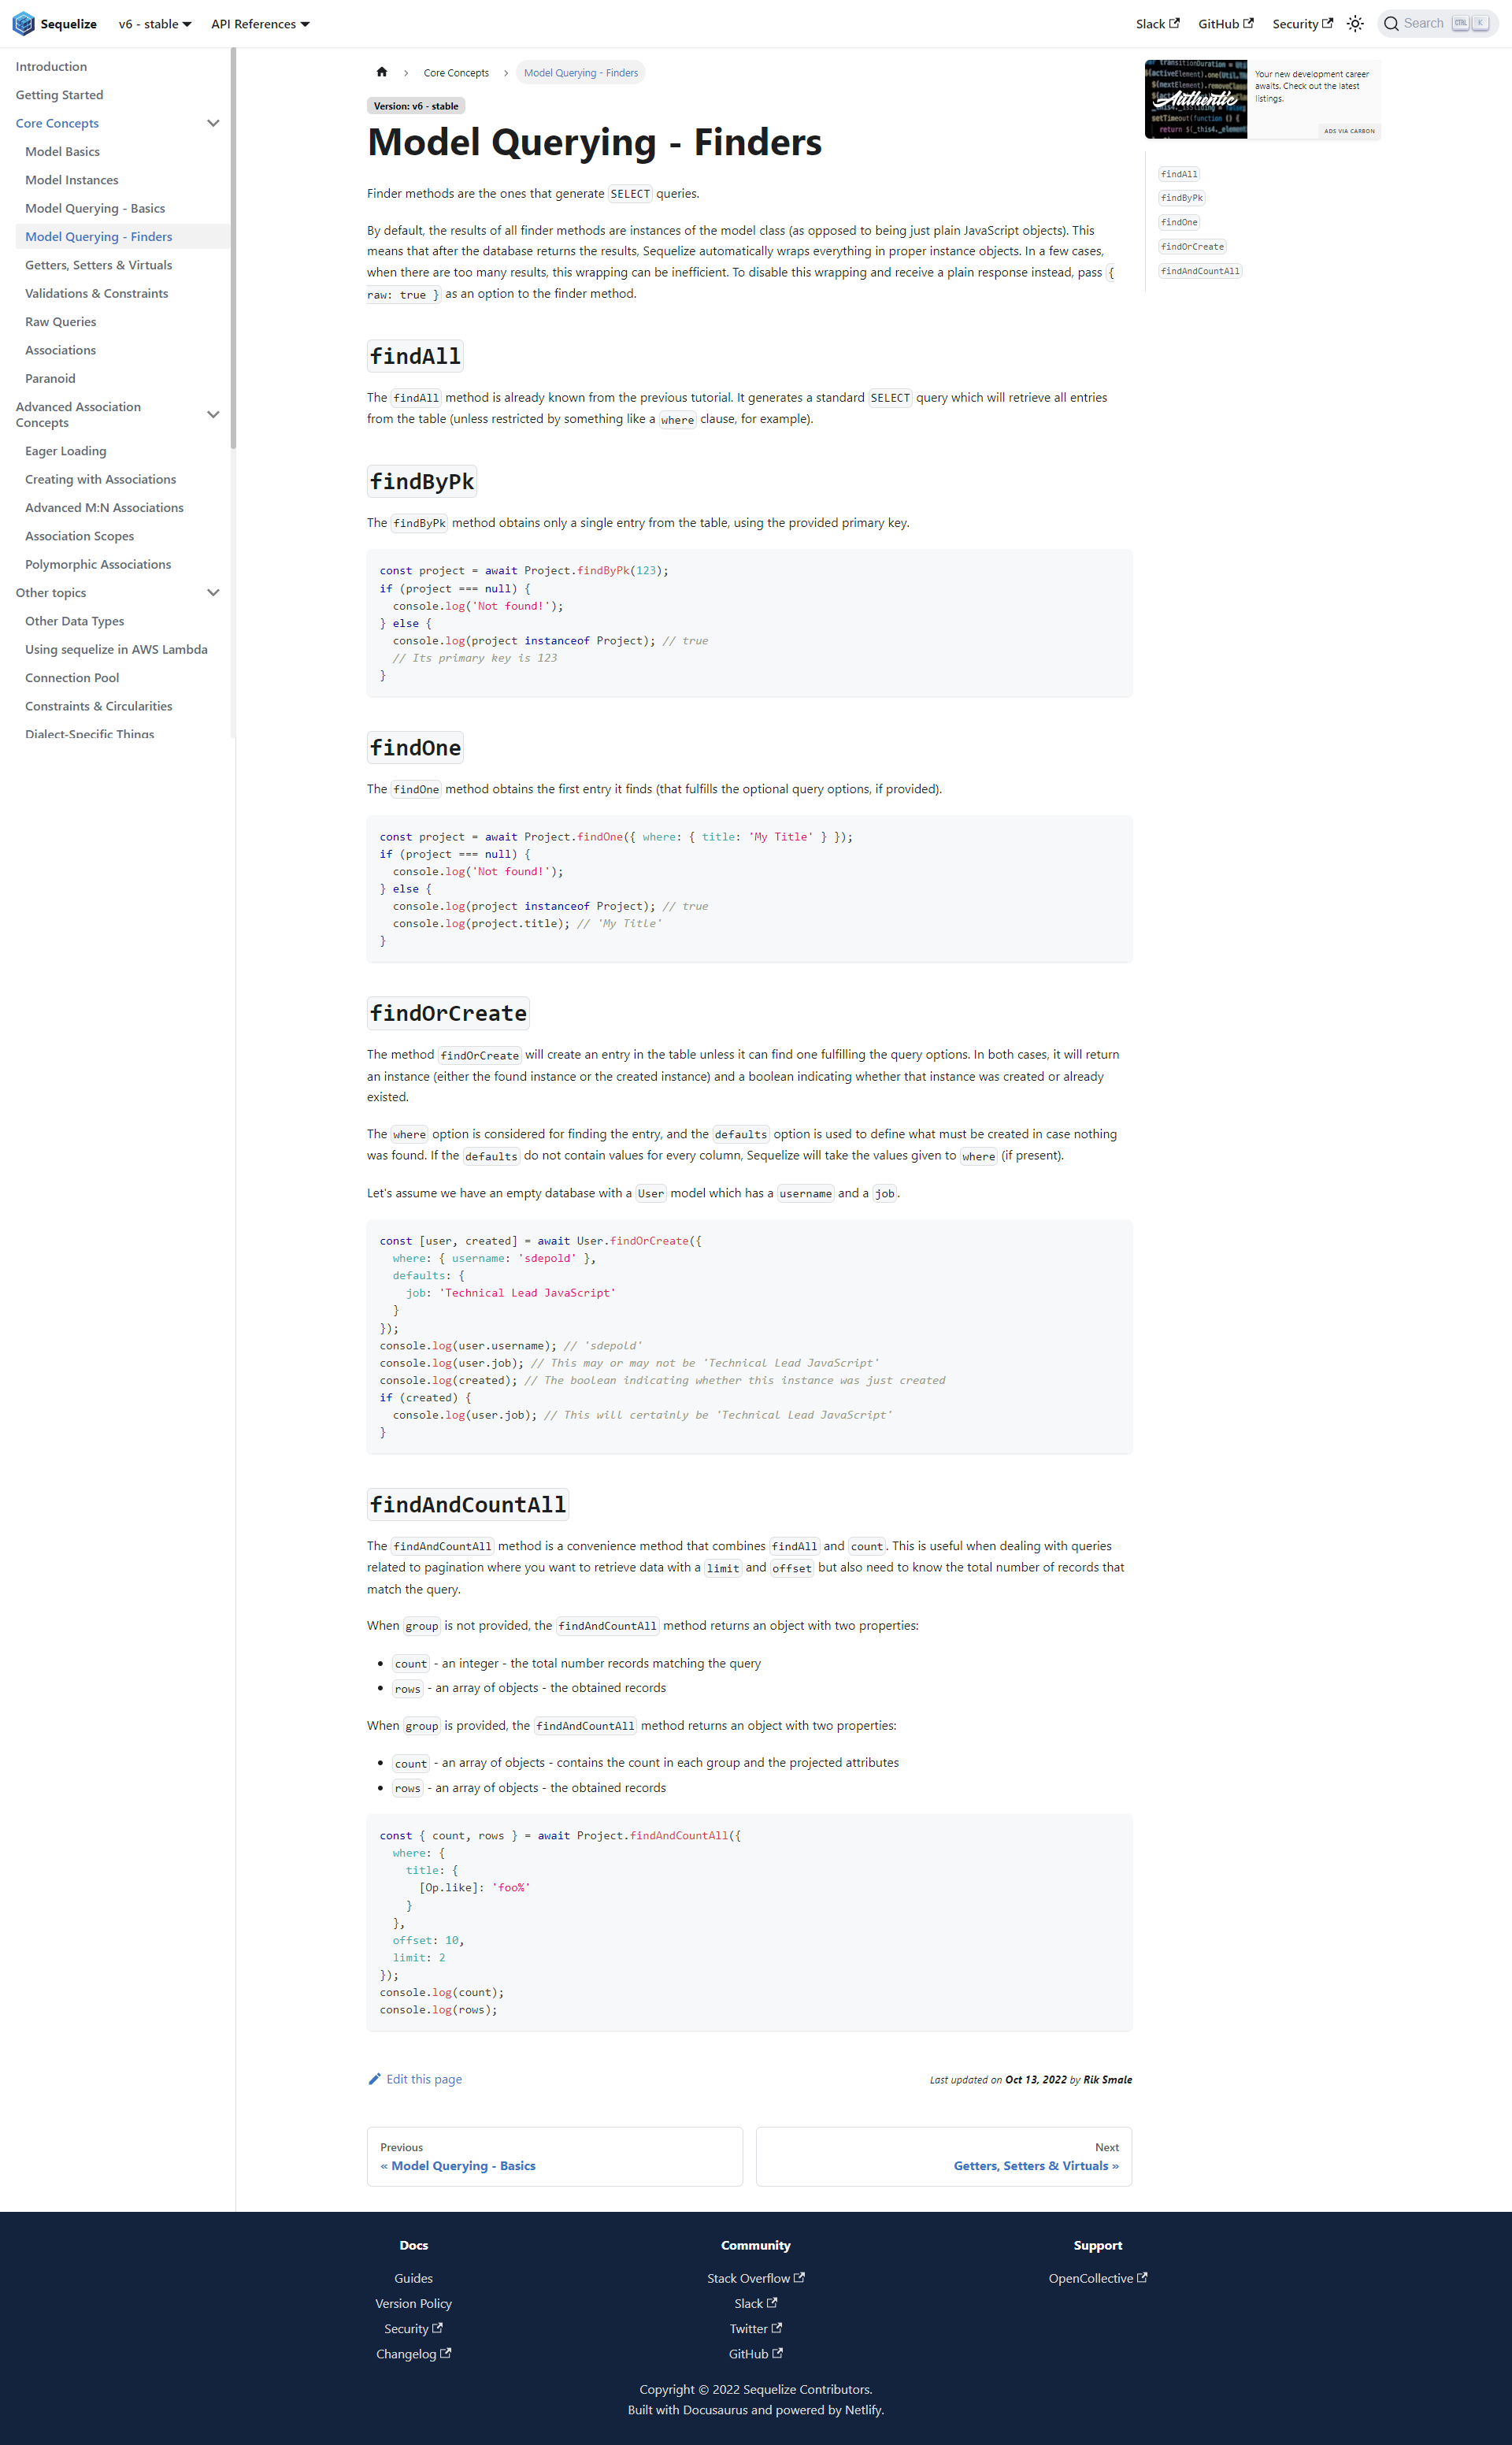 Sequelize
v6 - stable
API References
Slack
GitHub
Security
Search
CTRL K
Introduction
Getting Started
Core Concepts
Model Basics
Model Instances
Model Querying - Basics
Model Querying - Finders
Getters, Setters & Virtuals
Validations & Constraints
Raw Queries
Associations
Paranoid
Advanced Association
Concepts
Eager Loading
Creating with Associations
Advanced M:N Associations
Association Scopes
Polymorphic Associations
Other topics
Other Data Types
Using sequelize in AWS Lambda
Connection Pool
Constraints & Circularities
Dialect-Specific Things
Core Concepts
Model Querying - Finders
Version: v6 - stable
Model Querying - Finders
Finder methods are the ones that generate SELECT queries.
By default, the results of all finder methods are instances of the model class (as opposed to being just plain JavaScript objects). This
means that after the database returns the results, Sequelize automatically wraps everything in proper instance objects. In a few cases,
when there are too many results, this wrapping can be inefficient. To disable this wrapping and receive a plain response instead, pass {
raw: true } as an option to the finder method.
findAll
The findAll method is already known from the previous tutorial. It generates a standard SELECT query which will retrieve all entries
from the table (unless restricted by something like a where clause, for example).
findByPk
The findByPk method obtains only a single entry from the table, using the provided primary key.
const project = await Project.findByPk(123);
if (project === null) {
  console.log('Not found!');
} else {
  console.log(project instanceof Project); // true
  // Its primary key is 123
}
findOne
The findOne method obtains the first entry it finds (that fulfills the optional query options, if provided).
const project = await Project.findOne({ where: { title: 'My Title' } });
if (project === null) {
  console.log('Not found!');
} else {
  console.log(project instanceof Project); // true
  console.log(project.title); // 'My Title'
}
findOrCreate
The method findOrCreate will create an entry in the table unless it can find one fulfilling the query options. In both cases, it will return
an instance (either the found instance or the created instance) and a boolean indicating whether that instance was created or already
existed.
The where option is considered for finding the entry, and the defaults option is used to define what must be created in case nothing
was found. If the defaults do not contain values for every column, Sequelize will take the values given to where (if present).
Let's assume we have an empty database with a User model which has a username and a job.
const [user, created] = await User.findOrCreate({
  where: { username: 'sdepold' },
  defaults: {
    job: 'Technical Lead JavaScript'
  }
});
console.log(user.username); // 'sdepold'
console.log(user.job); // This may or may not be 'Technical Lead JavaScript'
console.log(created); // The boolean indicating whether this instance was just created
if (created) {
  console.log(user.job); // This will certainly be 'Technical Lead JavaScript'
}
findAndCountAll
The findAndCountAll method is a convenience method that combines findAll and count. This is useful when dealing with queries
related to pagination where you want to retrieve data with a limit and offset but also need to know the total number of records that
match the query.
When group is not provided, the findAndCountAll method returns an object with two properties:
• count - an integer - the total number records matching the query
• rows - an array of objects - the obtained records
When group is provided, the findAndCountAll method returns an object with two properties:
• count - an array of objects - contains the count in each group and the projected attributes
• rows - an array of objects - the obtained records
const { count, rows } = await Project.findAndCountAll({
  where: {
    title: {
      [Op.like]: 'foo%'
    }
  },
  offset: 10,
  limit: 2
});
console.log(count);
console.log(rows);
Edit this page
Last updated on Oct 13, 2022 by Rik Smale
Previous
« Model Querying - Basics
Next
Getters, Setters & Virtuals »
Authentic
Your new development career
awaits. Check out the latest
listings.
ADS VIA CARBON
findAll
findByPk
findOne
findOrCreate
findAndCountAll
Docs
Guides
Version Policy
Security
Changelog
Community
Stack Overflow
Slack
Twitter
GitHub
Support
OpenCollective
Copyright © 2022 Sequelize Contributors.
Built with Docusaurus and powered by Netlify.